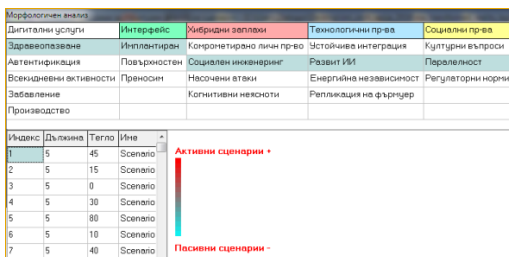 Морфологичен анализ
Дигитални услуги Интерфейс Хибридни заплахи Технологични пр-ва Социални пр-ва
Здравеопазване Имплантиран Компрометирано личн пр-во Устойчива интеграция Културни въпроси
Автентификация Повърхностен Социален инженеринг Развит ИИ Паралелност
Всекидневни активности Преносим Насочени атаки Енергийна независимост Регулаторни норми
Забавление Когнитивни неясноти Репликация на фърмуер
Производство
Индекс Дължина Тегло Име
1 5 45 Scenario
2 5 15 Scenario
3 5 0 Scenario
4 5 30 Scenario
5 5 80 Scenario
6 5 10 Scenario
7 5 40 Scenario
Активни сценарии +
Пасивни сценарии -